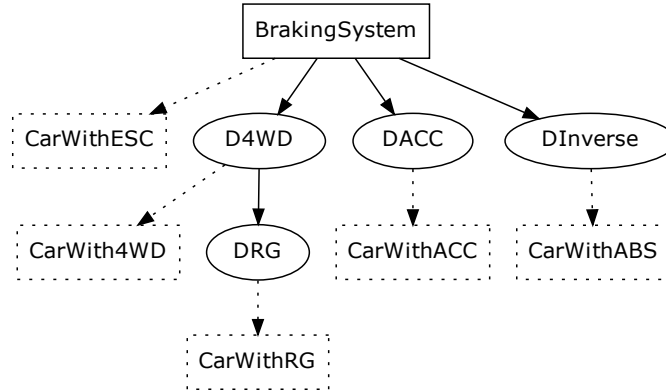 BrakingSystem
CarWithESC
D4WD
DACC
DInverse
CarWith4WD
DRG
CarWithACC
CarWithABS
CarWithRG